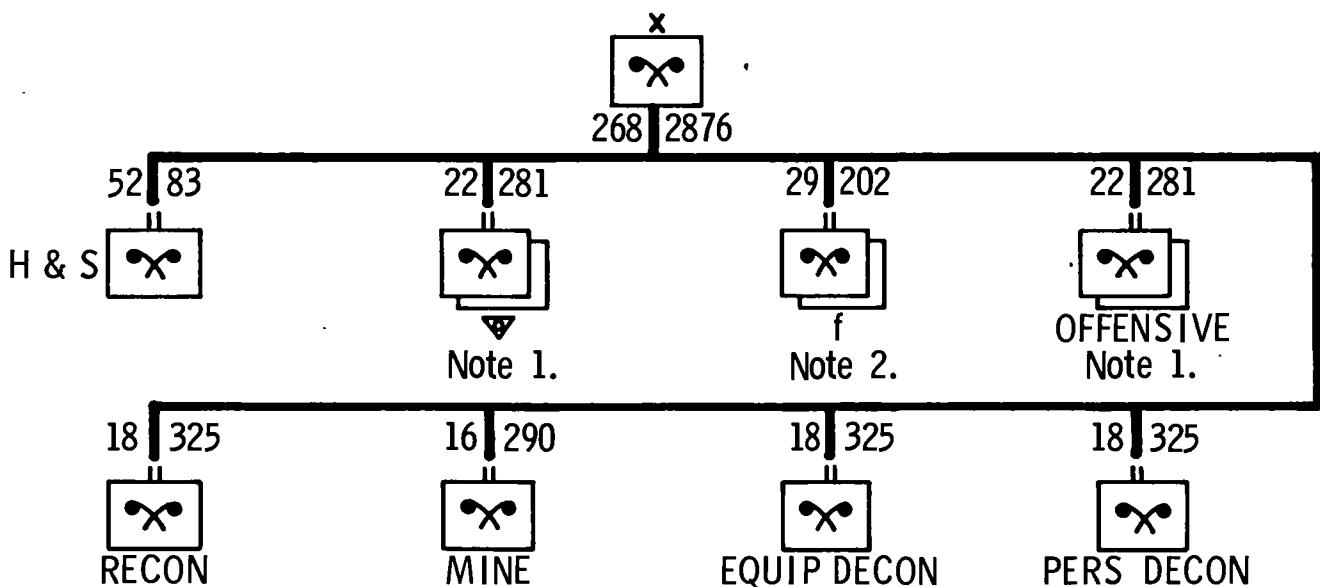 X
268 2876
52 83
22 281
29 202
22 281
H & S
f
OFFENSIVE
Note 1.
Note 2.
Note 1.
18 325
16 290
18 325
18 325
RECON
MINE
EQUIP DECON
PERS DECON